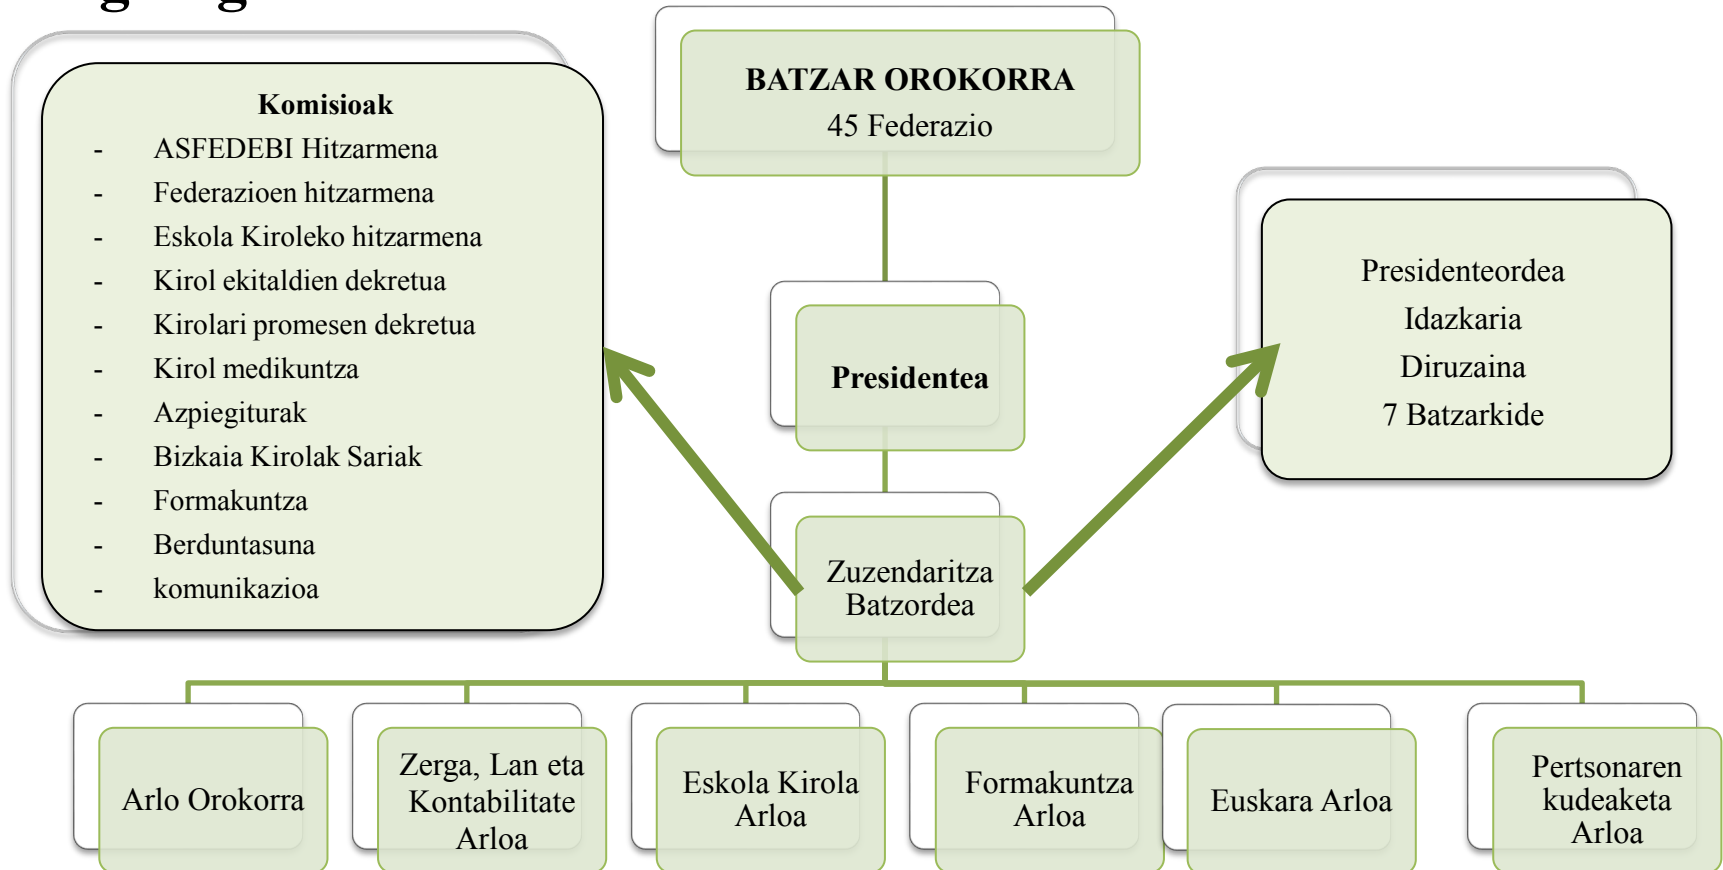 BATZAR OROKORRA
45 Federazio
Komisioak
- ASFEDEBI Hitzarmena
- Federazioen hitzarmena
- Eskola Kiroleko hitzarmena
- Kirol ekitaldien dekretua
- Kirolari promesen dekretua
- Kirol medikuntza
- Azpiegiturak
- Bizkaia Kirolak Sariak
- Formakuntza
- Berduntasuna
- komunikazioa
Presidentea
Presidenteordea
Idazkaria
Diruzaina
7 Batzarkide
Zuzendaritza
Batzordea
Arlo Orokorra
Zerga, Lan eta
Kontabilitate
Arloa
Eskola Kirola
Arloa
Formakuntza
Arloa
Euskara Arloa
Pertsonaren
kudeaketa
Arloa